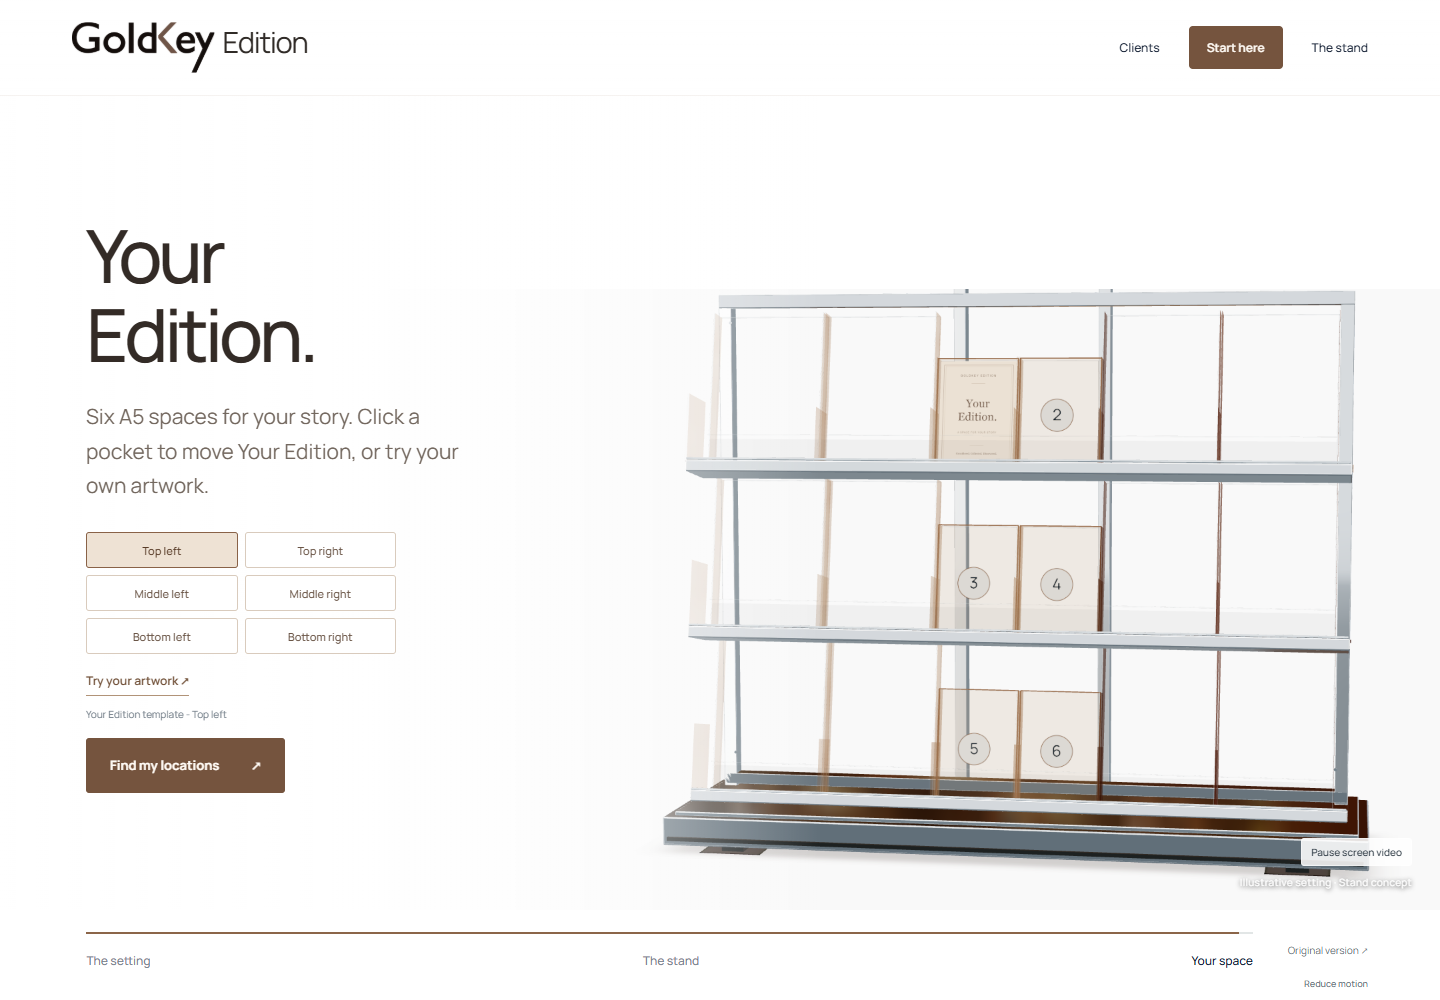 GoldKey Edition
Clients
Start here
The stand
Your
Edition.
Six A5 spaces for your story. Click a
pocket to move Your Edition, or try your
own artwork.
Top left
Top right
Middle left
Middle right
Bottom left
Bottom right
Try your artwork ↗
Your Edition template - Top left
Find my locations ↗
Your
Edition.
2
3
4
5
6
Pause screen video
Illustrative setting · Stand concept
The setting
The stand
Your space
Original version ↗
Reduce motion